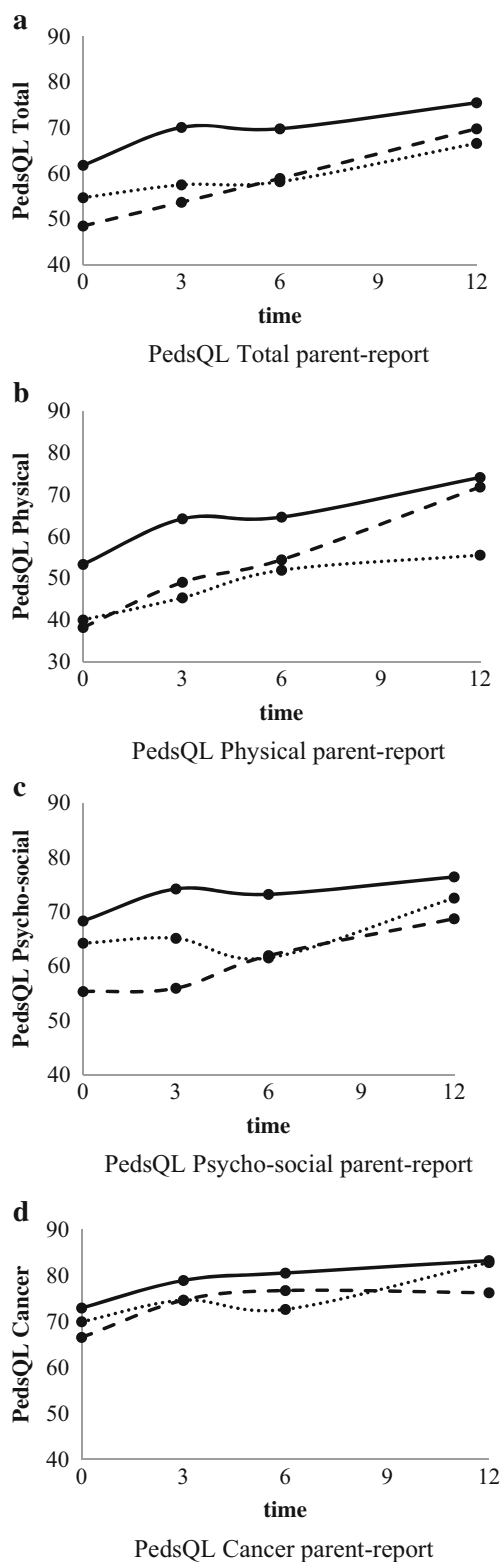 a
90
80
70
60
50
40
PedsQL Total
0 3 6 9 12
time
PedsQL Total parent-report
b
90
80
70
60
50
40
30
PedsQL Physical
0 3 6 9 12
time
PedsQL Physical parent-report
c
90
80
70
60
50
40
PedsQL Psycho-social
0 3 6 9 12
time
PedsQL Psycho-social parent-report
d
90
80
70
60
50
40
PedsQL Cancer
0 3 6 9 12
time
PedsQL Cancer parent-report